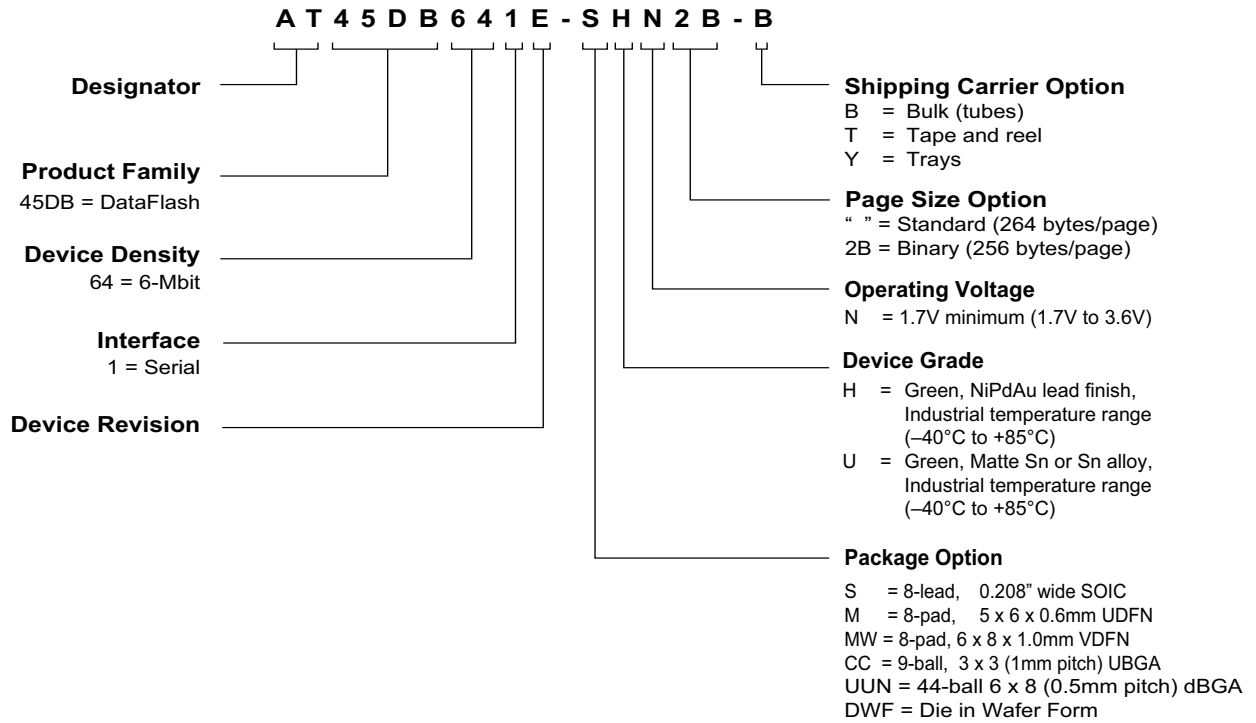 A T 4 5 D B 6 4 1 E - S H N 2 B - B
Designator
Product Family
45DB = DataFlash
Device Density
64 = 6-Mbit
Interface
1 = Serial
Device Revision
Shipping Carrier Option
B = Bulk (tubes)
T = Tape and reel
Y = Trays
Page Size Option
“ ” = Standard (264 bytes/page)
2B = Binary (256 bytes/page)
Operating Voltage
N = 1.7V minimum (1.7V to 3.6V)
Device Grade
H = Green, NiPdAu lead finish,
Industrial temperature range
(–40°C to +85°C)
U = Green, Matte Sn or Sn alloy,
Industrial temperature range
(–40°C to +85°C)
Package Option
S = 8-lead, 0.208” wide SOIC
M = 8-pad, 5 x 6 x 0.6mm UDFN
MW = 8-pad, 6 x 8 x 1.0mm VDFN
CC = 9-ball, 3 x 3 (1mm pitch) UBGA
UUN = 44-ball 6 x 8 (0.5mm pitch) dBGA
DWF = Die in Wafer Form